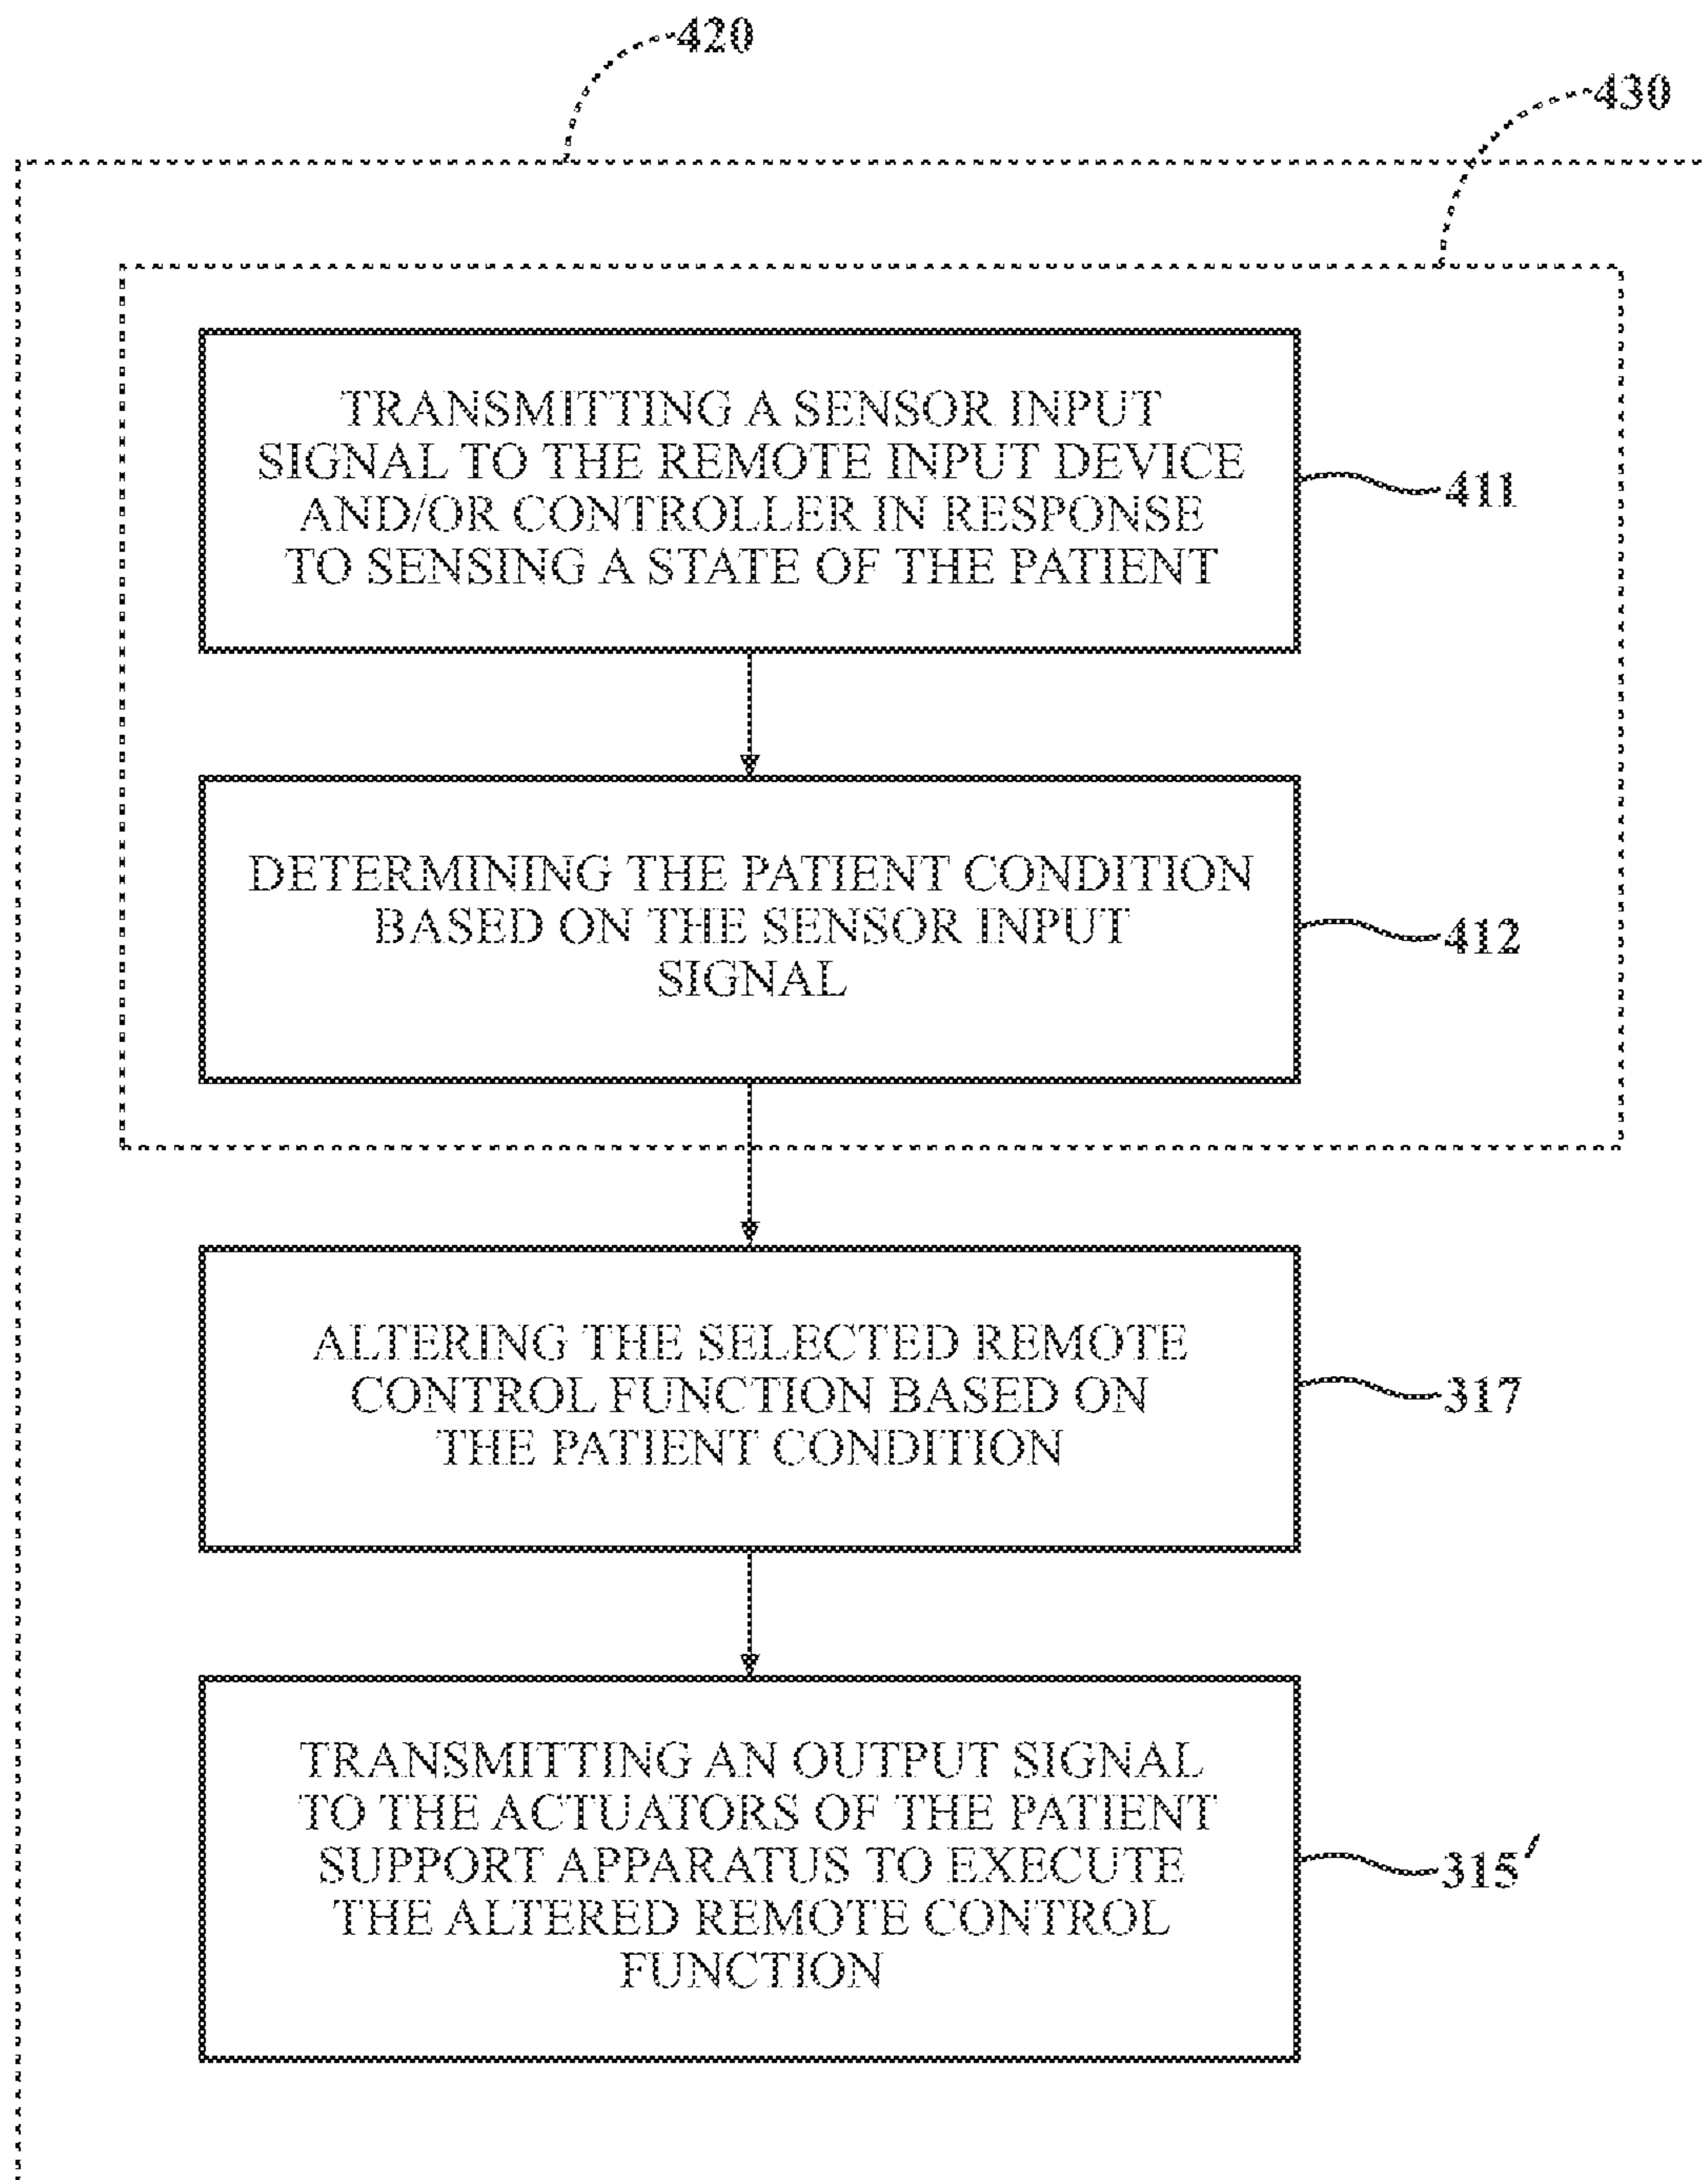 420
430
TRANSMITTING A SENSOR INPUT
SIGNAL TO THE REMOTE INPUT DEVICE
AND/OR CONTROLLER IN RESPONSE
TO SENSING A STATE OF THE PATIENT
411
DETERMINING THE PATIENT CONDITION
BASED ON THE SENSOR INPUT
SIGNAL
412
ALTERING THE SELECTED REMOTE
CONTROL FUNCTION BASED ON
THE PATIENT CONDITION
317
TRANSMITTING AN OUTPUT SIGNAL
TO THE ACTUATORS OF THE PATIENT
SUPPORT APPARATUS TO EXECUTE
THE ALTERED REMOTE CONTROL
FUNCTION
315'